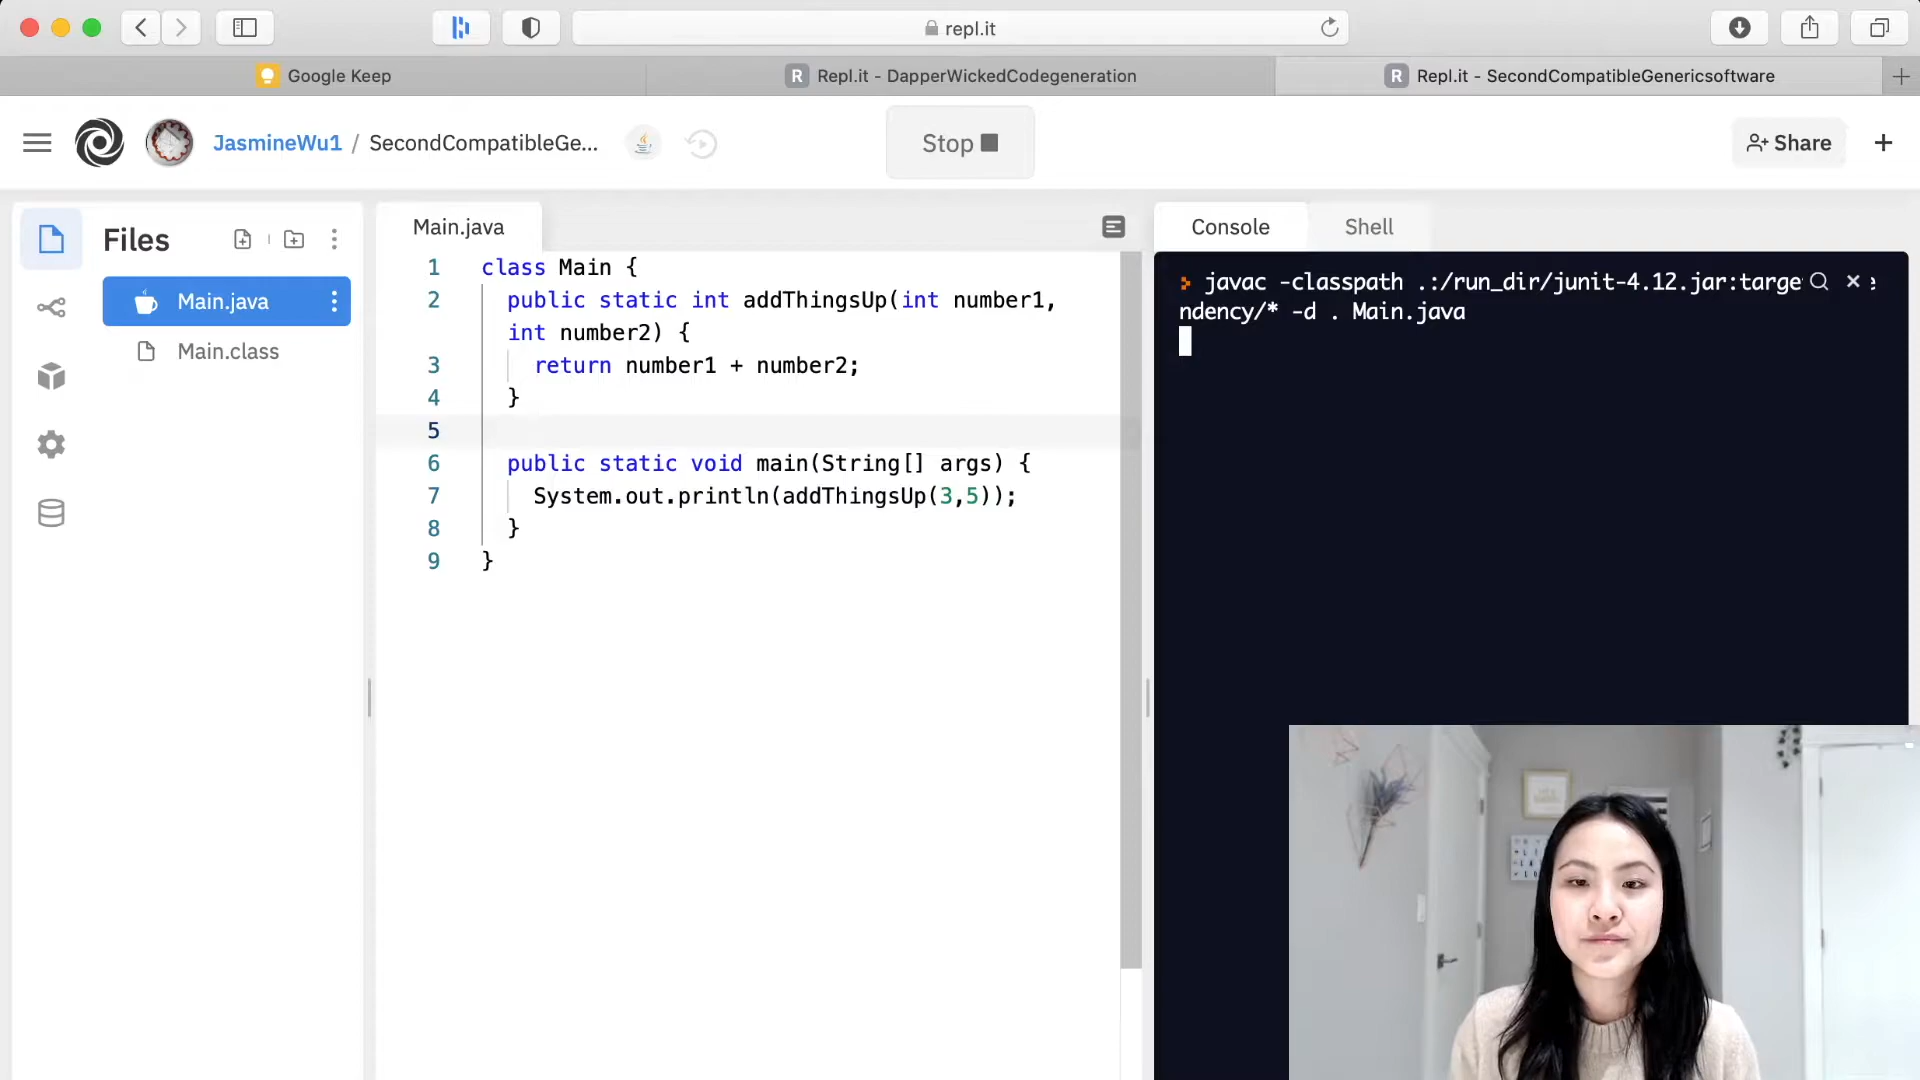 repl.it
Google Keep
R Repl.it - DapperWickedCodegeneration
R Repl.it - SecondCompatibleGenericsoftware
JasmineWu1 / SecondCompatibleGe...
Stop
Share
Files
Main.java
Main.class
Main.java
1 class Main {
2 public static int addThingsUp(int number1,
int number2) {
3 return number1 + number2;
4 }
5
6 public static void main(String[] args) {
7 System.out.println(addThingsUp(3,5));
8 }
9 }
Console
Shell
javac -classpath .:/run_dir/junit-4.12.jar:targe
ndency/* -d . Main.java